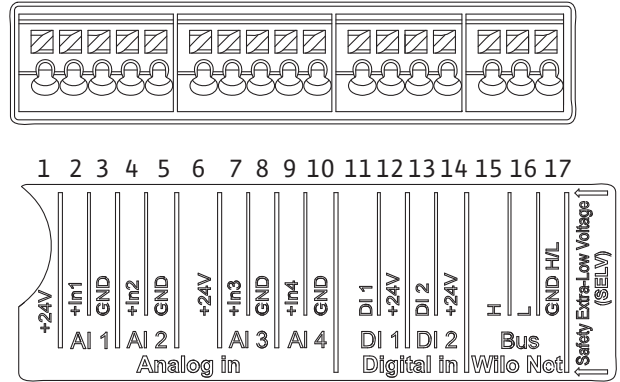 1 2 3 4 5 6 7 8 9 10 11 12 13 14 15 16 17
+24V +In1 GND +In2 GND +24V +In3 GND +In4 GND DI 1 +24V DI 2 +24V H L GND H/L
AI 1 AI 2 AI 3 AI 4 DI 1 DI 2 Bus
Analog in Digital in Wilo Net
Safety Extra-Low Voltage
(SELV)